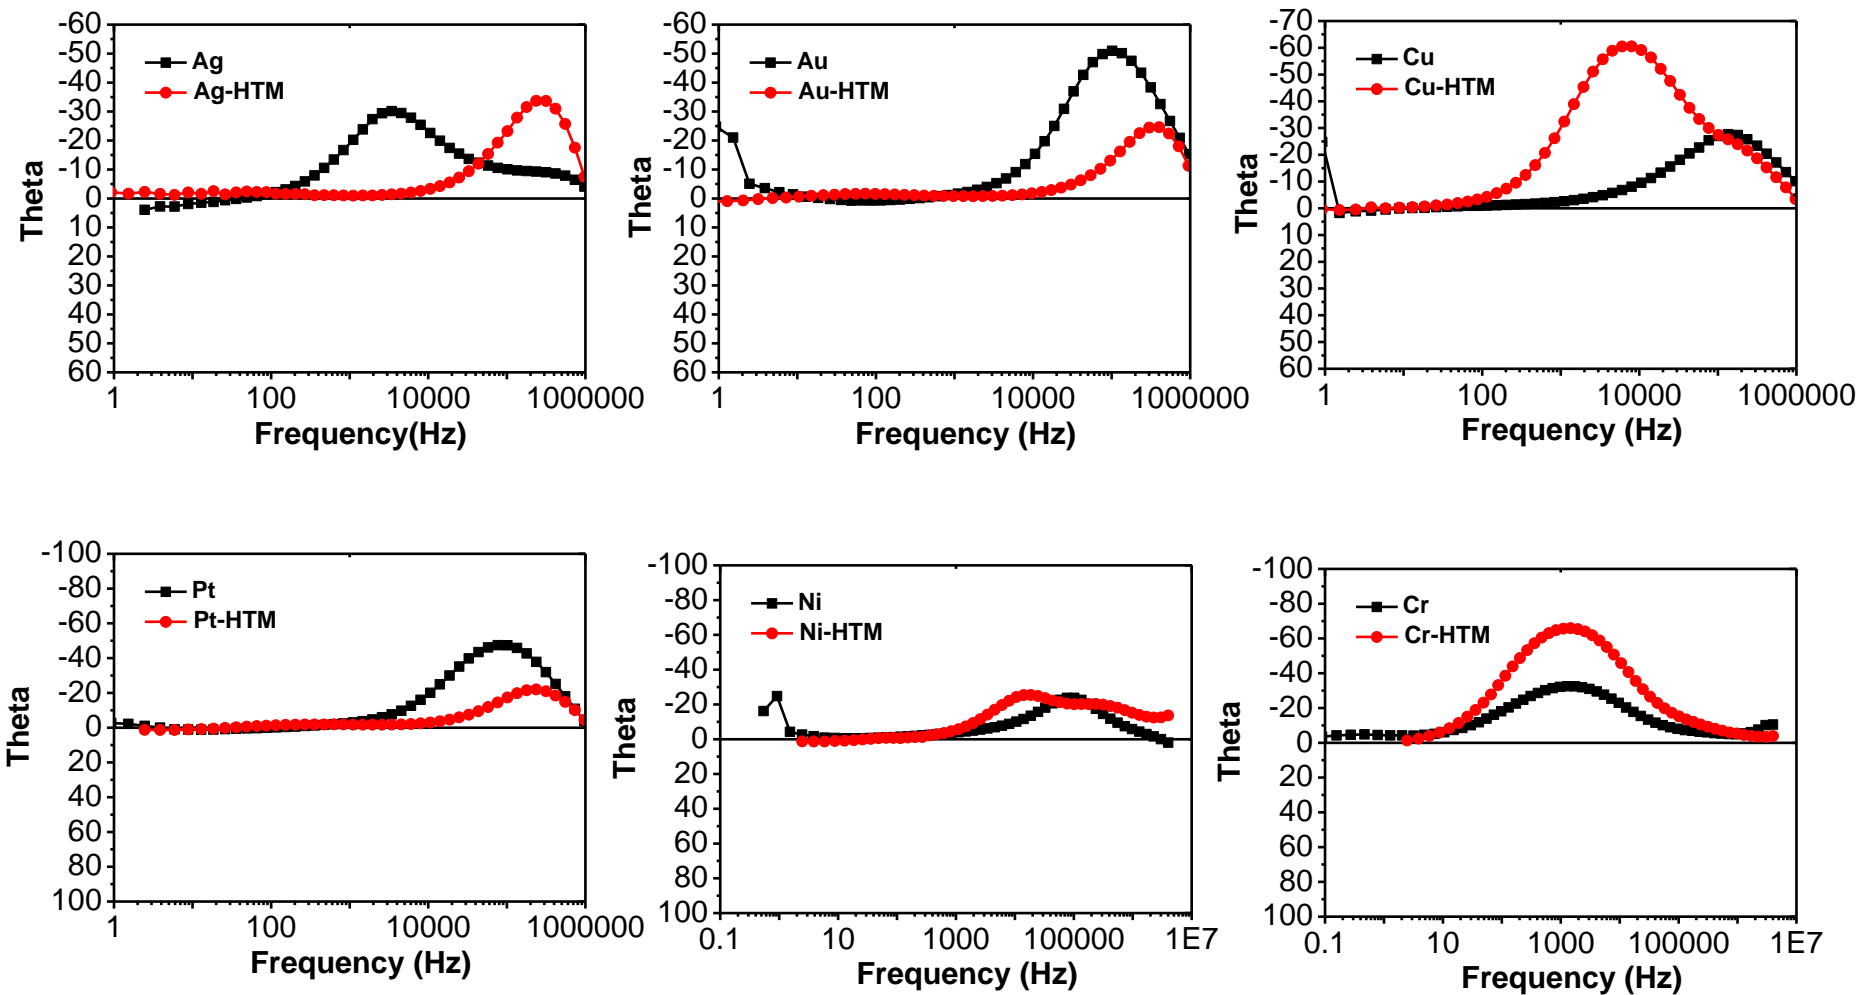 -60
-50
-40
-30
-20
-10
0
10
20
30
40
50
60
Theta
Ag
Ag-HTM
1 100 10000 1000000
Frequency(Hz)
-60
-50
-40
-30
-20
-10
0
10
20
30
40
50
60
Theta
Au
Au-HTM
1 100 10000 1000000
Frequency (Hz)
-70
-60
-50
-40
-30
-20
-10
0
10
20
30
40
50
60
Theta
Cu
Cu-HTM
1 100 10000 1000000
Frequency (Hz)
-100
-80
-60
-40
-20
0
20
40
60
80
100
Theta
Pt
Pt-HTM
1 100 10000 1000000
Frequency (Hz)
-100
-80
-60
-40
-20
0
20
40
60
80
100
Theta
Ni
Ni-HTM
0.1 10 1000 100000 1E7
Frequency (Hz)
-100
-80
-60
-40
-20
0
20
40
60
80
100
Theta
Cr
Cr-HTM
0.1 10 1000 100000 1E7
Frequency (Hz)